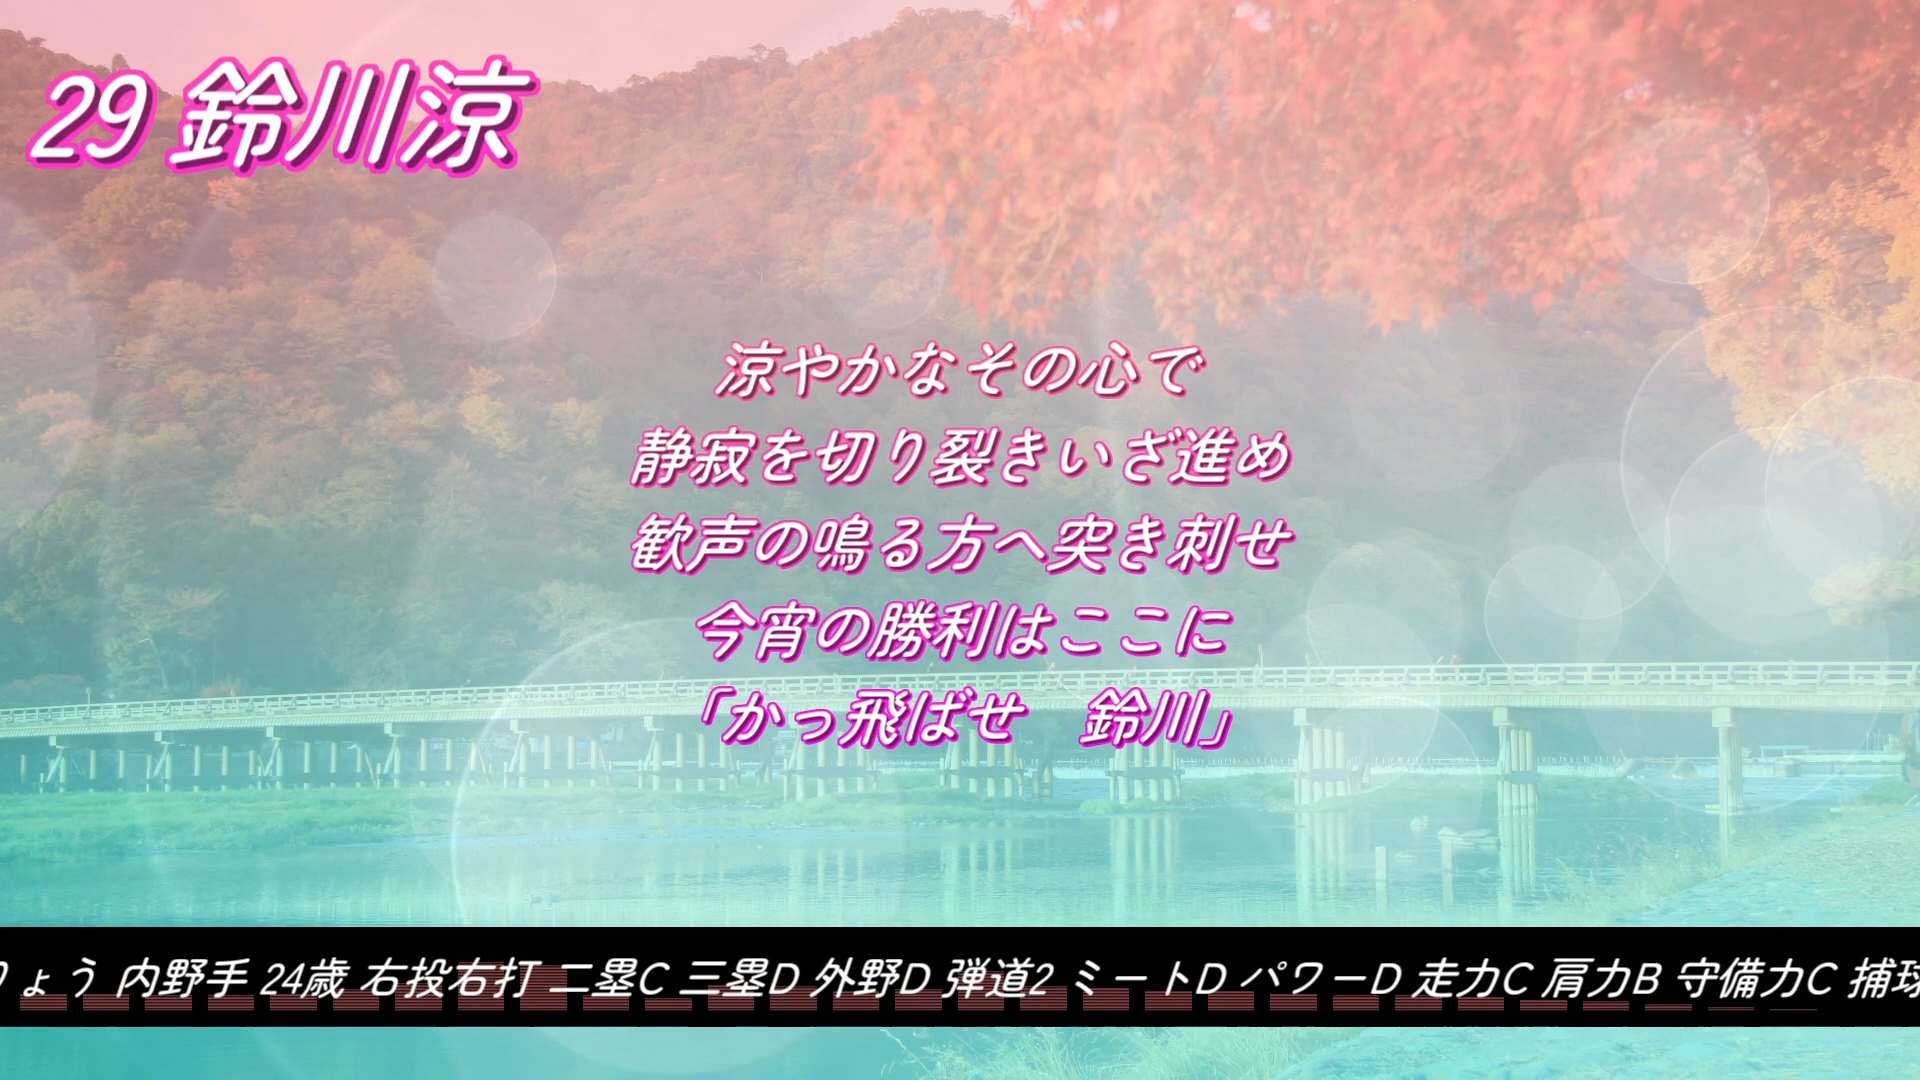 29 鈴川涼
涼やかなその心で
静寂を切り裂きいざ進め
歓声の鳴る方へ突き刺せ
今宵の勝利はここに
「かっ飛ばせ　鈴川」
ょう 内野手 24歳 右投右打 二塁C 三塁D 外野D 弾道2 ミートD パワーD 走力C 肩力B 守備力C 捕